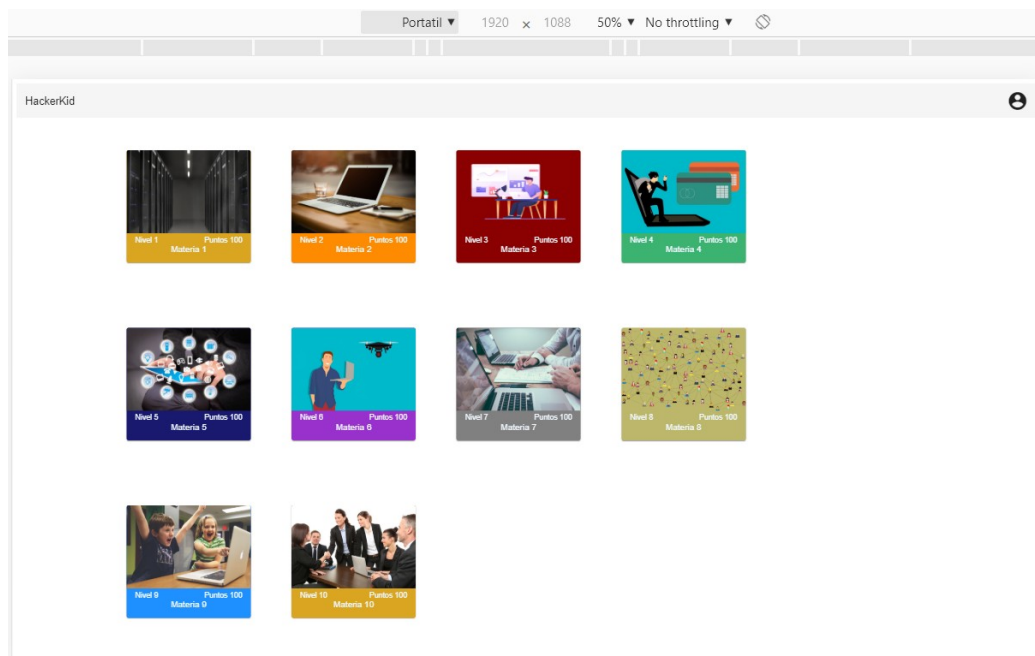 Portatil ▼ 1920 × 1088 50% ▼ No throttling ▼
HackerKid
Nivel 1 Puntos 100
Materia 1
Nivel 2 Puntos 100
Materia 2
Nivel 3 Puntos 100
Materia 3
Nivel 4 Puntos 100
Materia 4
Nivel 5 Puntos 100
Materia 5
Nivel 6 Puntos 100
Materia 6
Nivel 7 Puntos 100
Materia 7
Nivel 8 Puntos 100
Materia 8
Nivel 9 Puntos 100
Materia 9
Nivel 10 Puntos 100
Materia 10